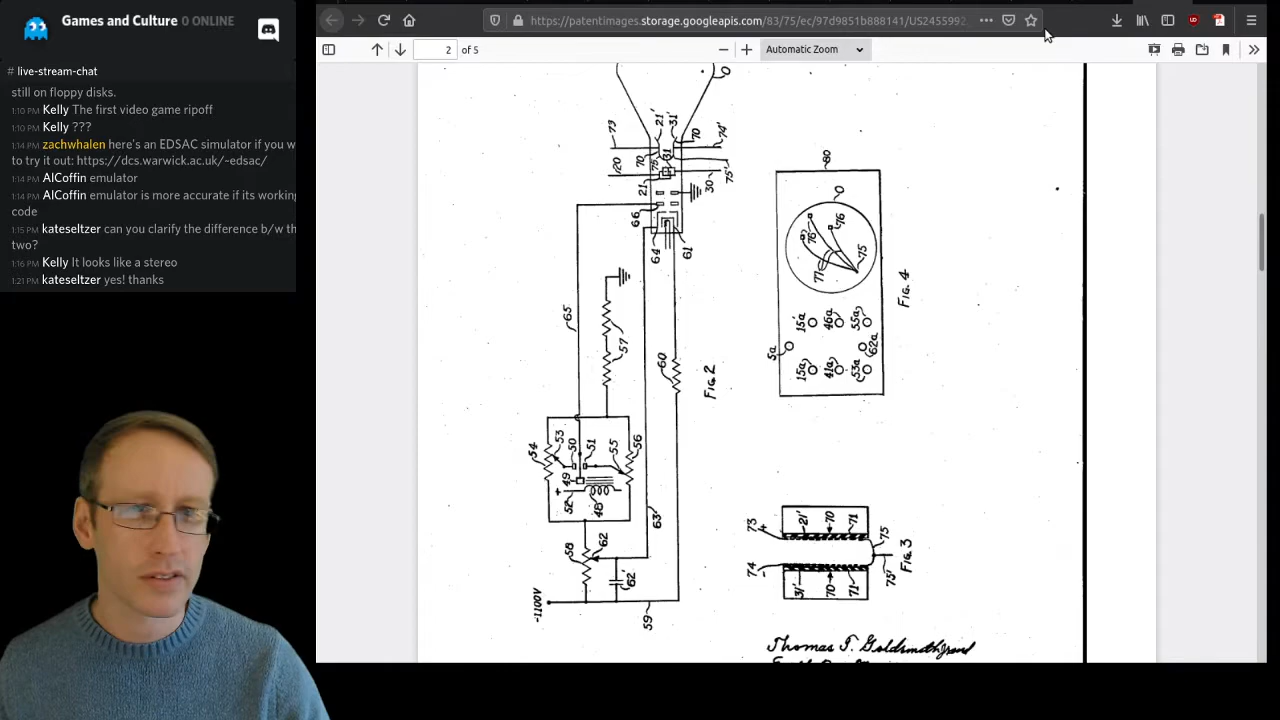 Games and Culture 0 ONLINE
# live-stream-chat
still on floppy disks.
1:10 PM Kelly The first video game ripoff
1:10 PM Kelly ???
1:14 PM zachwhalen here's an EDSAC simulator if you w
to try it out: https://dcs.warwick.ac.uk/~edsac/
1:14 PM AlCoffin emulator
1:14 PM AlCoffin emulator is more accurate if its working
code
1:15 PM kateseltzer can you clarify the difference b/w th
two?
1:16 PM Kelly It looks like a stereo
1:21 PM kateseltzer yes! thanks
https://patentimages.storage.googleapis.com/83/75/ec/97d9851b888141/US2455992
2 of 5
Automatic Zoom
73
21'
31'
70
74'
120
70
75
31
21
30
75'
66
64
61
65
57
60
FIG. 2
54
53
50
51
55
56
49
+
52
48
63
58
62
62'
-1100V
59
80
O
76
76
77
75
15a'
46a
55a
5a
62a
15a
41a
53a
FIG. 4
73
+
21'
70
71
75
74
-
31'
70
71
75'
FIG. 3
Thomas T. Goldsmith Jr. and